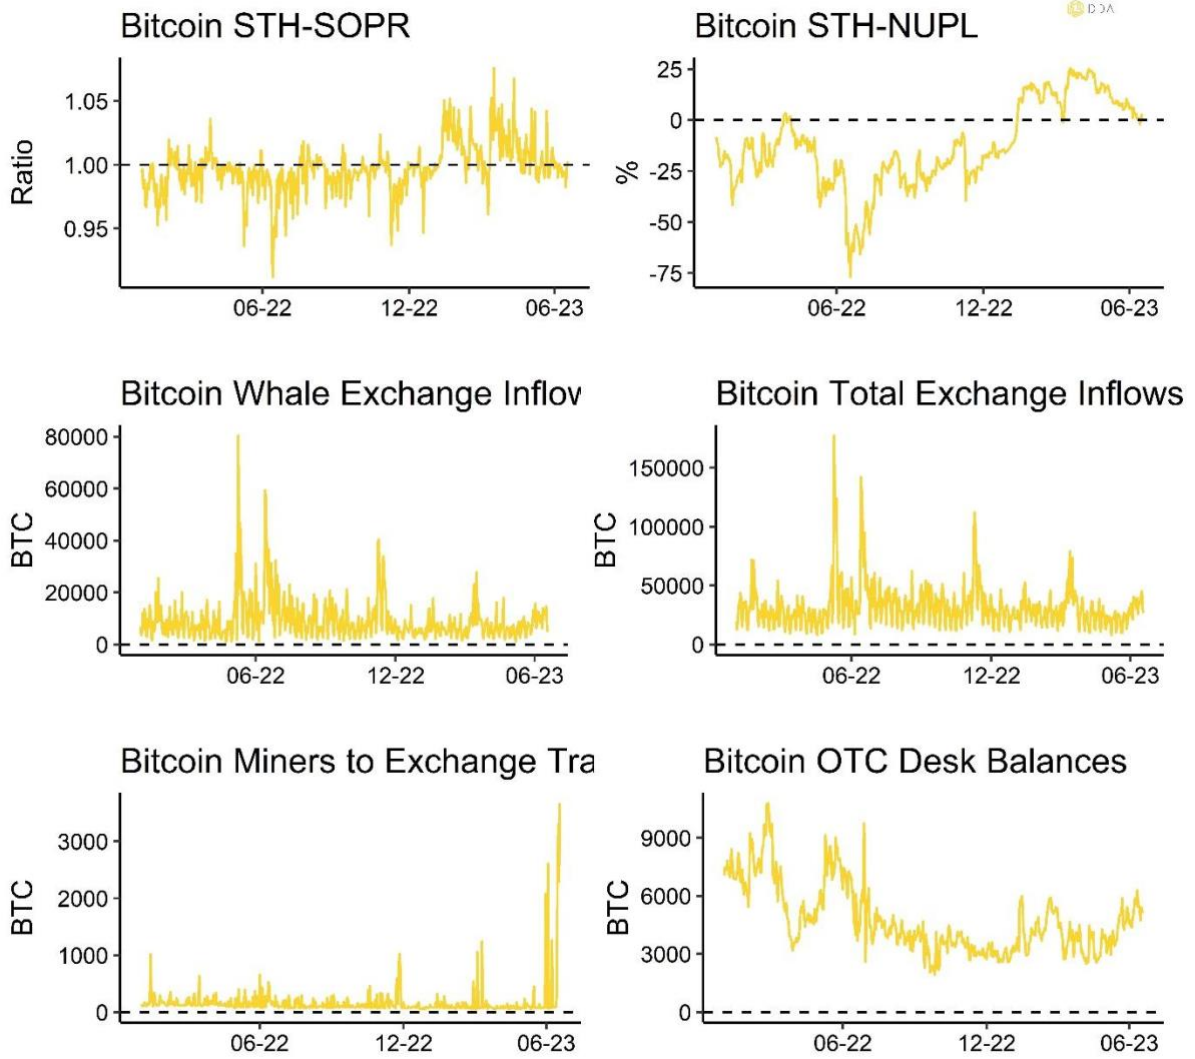 Bitcoin STH-SOPR
Ratio
1.05
1.00
0.95
06-22 12-22 06-23
Bitcoin STH-NUPL
%
25
0
-25
-50
-75
06-22 12-22 06-23
Bitcoin Whale Exchange Inflow
BTC
80000
60000
40000
20000
0
06-22 12-22 06-23
Bitcoin Total Exchange Inflows
BTC
150000
100000
50000
0
06-22 12-22 06-23
Bitcoin Miners to Exchange Tra
BTC
3000
2000
1000
0
06-22 12-22 06-23
Bitcoin OTC Desk Balances
BTC
9000
6000
3000
0
06-22 12-22 06-23